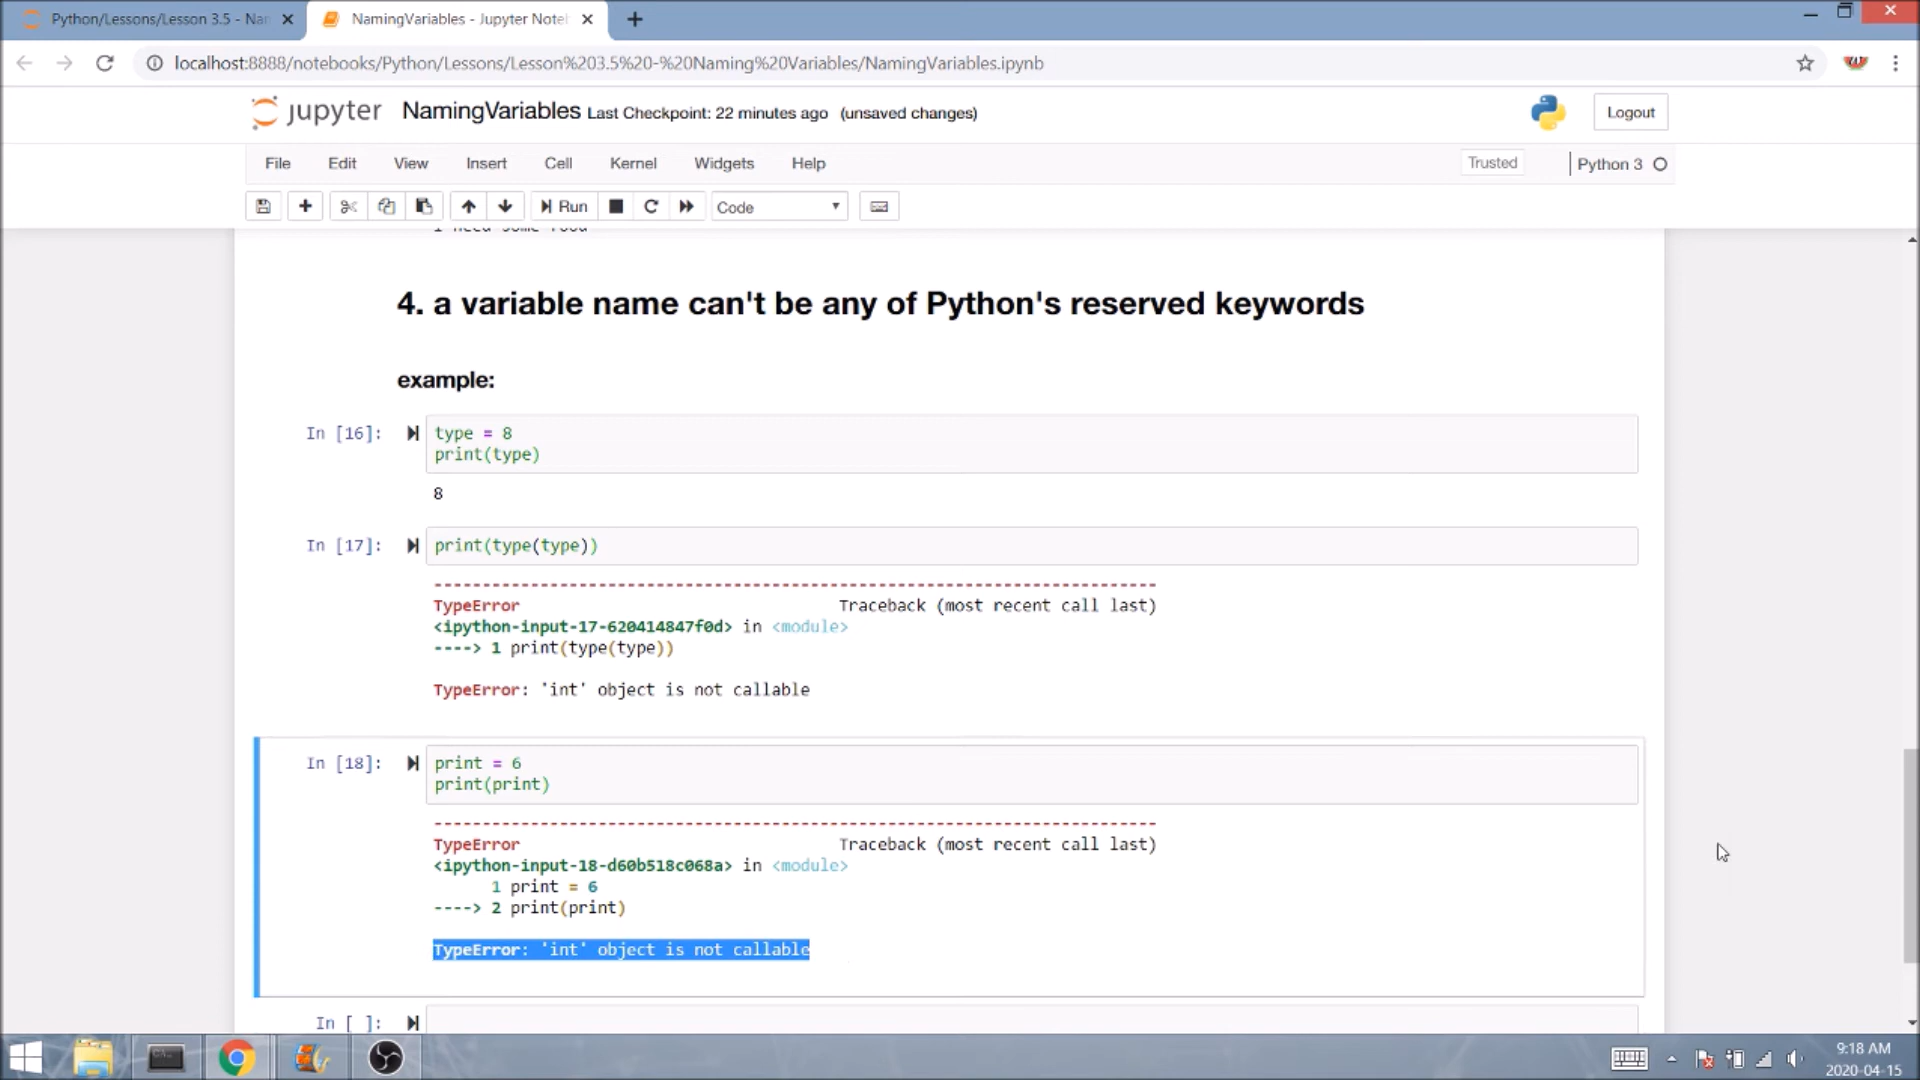 Python/Lessons/Lesson 3.5 - Na
NamingVariables - Jupyter Note
localhost:8888/notebooks/Python/Lessons/Lesson%203.5%20-%20Naming%20Variables/NamingVariables.ipynb
jupyter NamingVariables Last Checkpoint: 22 minutes ago (unsaved changes)
Logout
File Edit View Insert Cell Kernel Widgets Help
Trusted
Python 3
Run
Code
I need some food
4. a variable name can't be any of Python's reserved keywords
example:
In [16]:
type = 8
print(type)
8
In [17]:
print(type(type))
---------------------------------------------------------------------------
TypeError Traceback (most recent call last)
<ipython-input-17-620414847f0d> in <module>
----> 1 print(type(type))
TypeError: 'int' object is not callable
In [18]:
print = 6
print(print)
---------------------------------------------------------------------------
TypeError Traceback (most recent call last)
<ipython-input-18-d60b518c068a> in <module>
1 print = 6
----> 2 print(print)
TypeError: 'int' object is not callable
In [ ]:
9:18 AM
2020-04-15